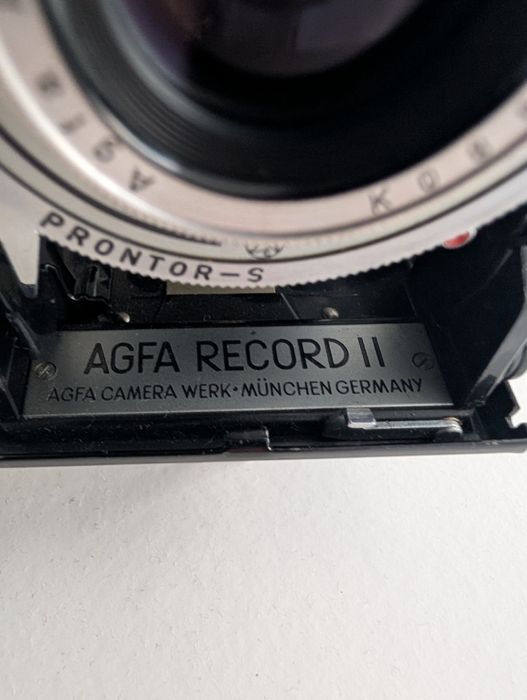 PRONTOR-S
AGFA RECORD II
AGFA CAMERA WERK•MÜNCHEN GERMANY